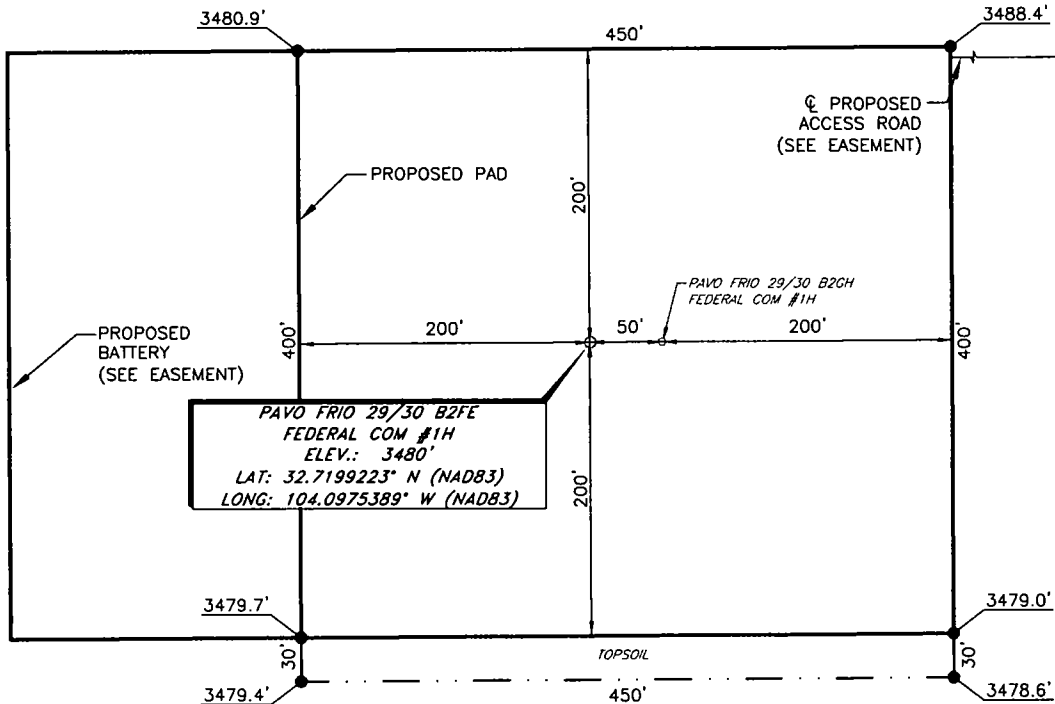 3480.9'
3488.4'
450'
℄ PROPOSED
ACCESS ROAD
(SEE EASEMENT)
PROPOSED PAD
200'
PAVO FRIO 29/30 B2GH
FEDERAL COM #1H
PROPOSED
BATTERY
(SEE EASEMENT)
400'
200'
50'
200'
400'
PAVO FRIO 29/30 B2FE
FEDERAL COM #1H
ELEV.: 3480'
LAT: 32.7199223° N (NAD83)
LONG: 104.0975389° W (NAD83)
200'
3479.7'
3479.0'
30'
TOPSOIL
30'
3479.4'
450'
3478.6'